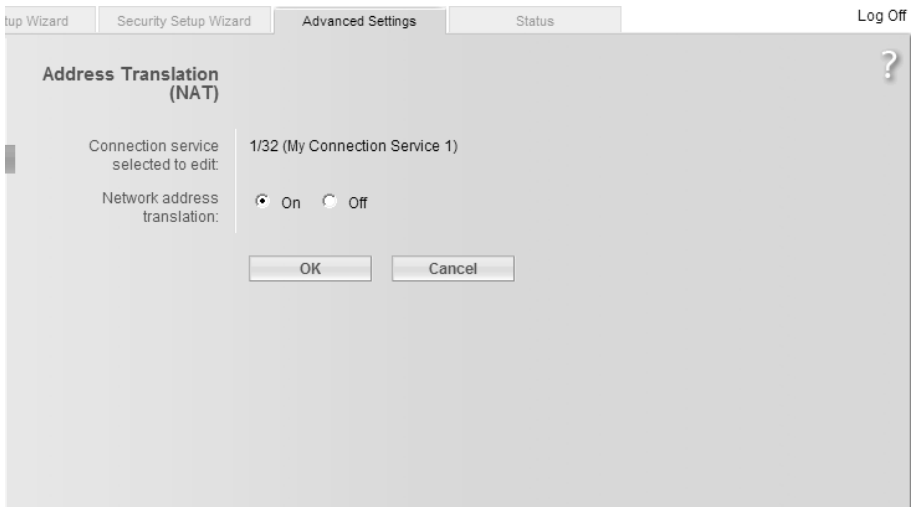 tup Wizard
Security Setup Wizard
Advanced Settings
Status
Log Off
?
Address Translation
(NAT)
Connection service
selected to edit:
1/32 (My Connection Service 1)
Network address
translation:
On
Off
OK
Cancel